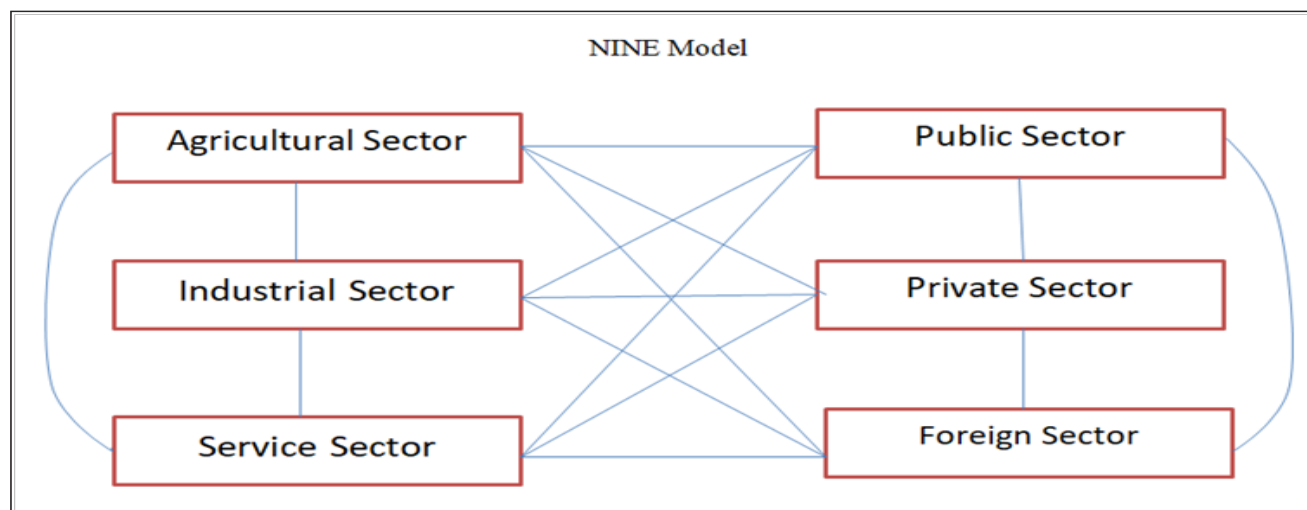 NINE Model
Agricultural Sector
Public Sector
Industrial Sector
Private Sector
Service Sector
Foreign Sector